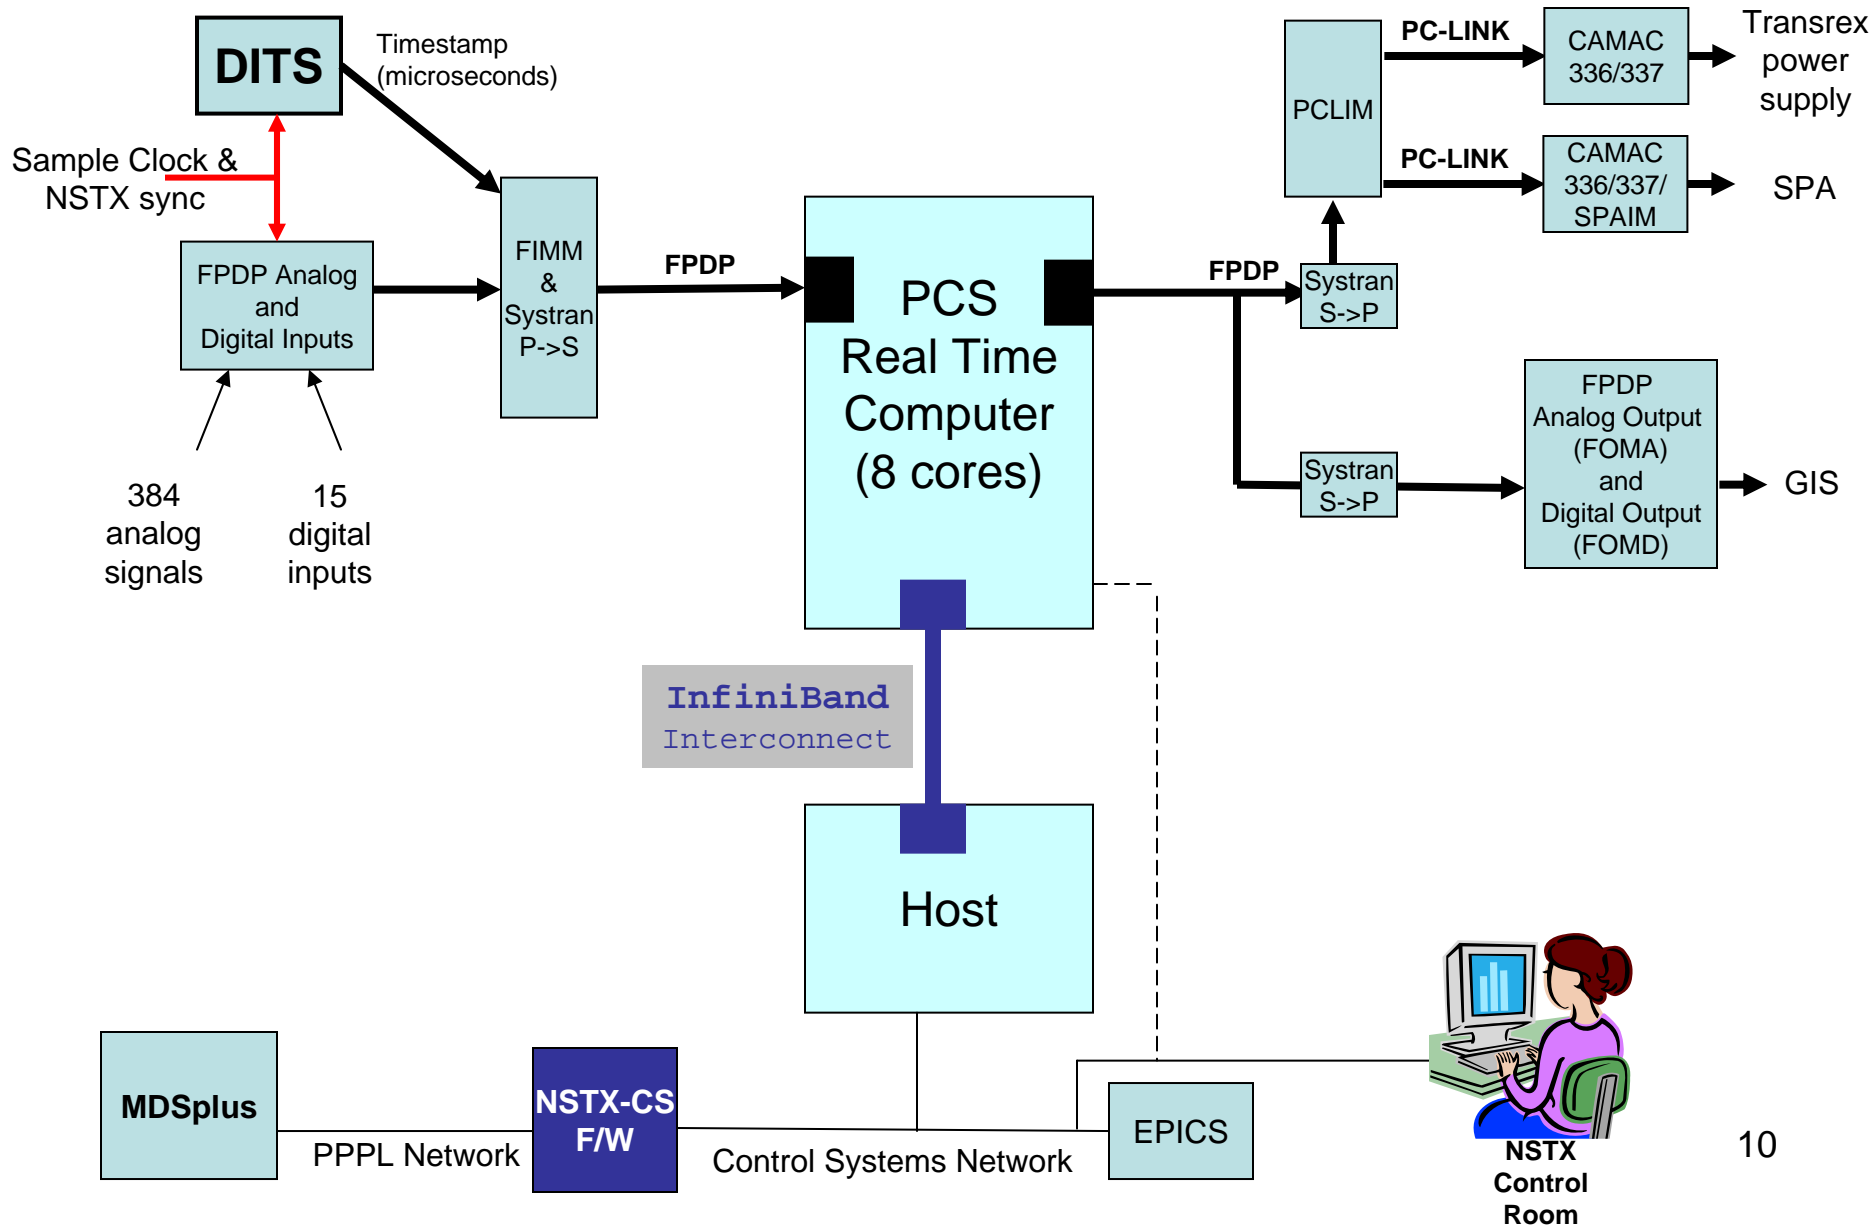 DITS
Timestamp
(microseconds)
Sample Clock &
NSTX sync
FPDP Analog
and
Digital Inputs
384
analog
signals
15
digital
inputs
FIMM
&
Systran
P->S
FPDP
PCS
Real Time
Computer
(8 cores)
FPDP
Systran
S->P
PCLIM
PC-LINK
CAMAC
336/337
Transrex
power
supply
PC-LINK
CAMAC
336/337/
SPAIM
SPA
Systran
S->P
FPDP
Analog Output
(FOMA)
and
Digital Output
(FOMD)
GIS
InfiniBand
Interconnect
Host
MDSplus
PPPL Network
NSTX-CS
F/W
Control Systems Network
EPICS
NSTX
Control
Room
10